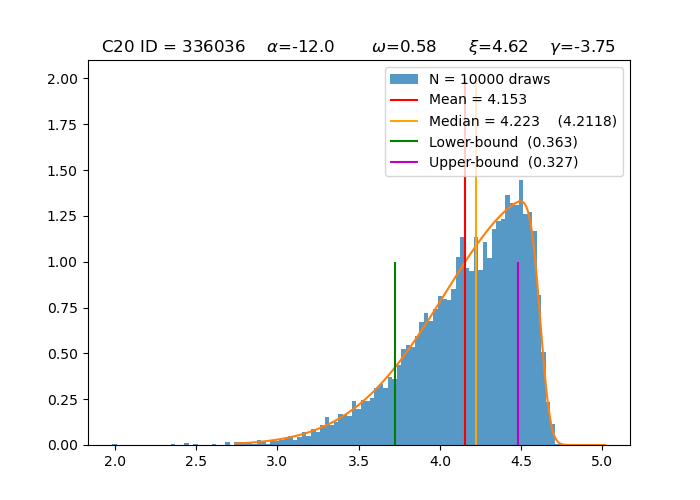 C20 ID = 336036 α=-12.0 ω=0.58 ξ=4.62 γ=-3.75
N = 10000 draws
Mean = 4.153
Median = 4.223 (4.2118)
Lower-bound (0.363)
Upper-bound (0.327)
2.00
1.75
1.50
1.25
1.00
0.75
0.50
0.25
0.00
2.0 2.5 3.0 3.5 4.0 4.5 5.0